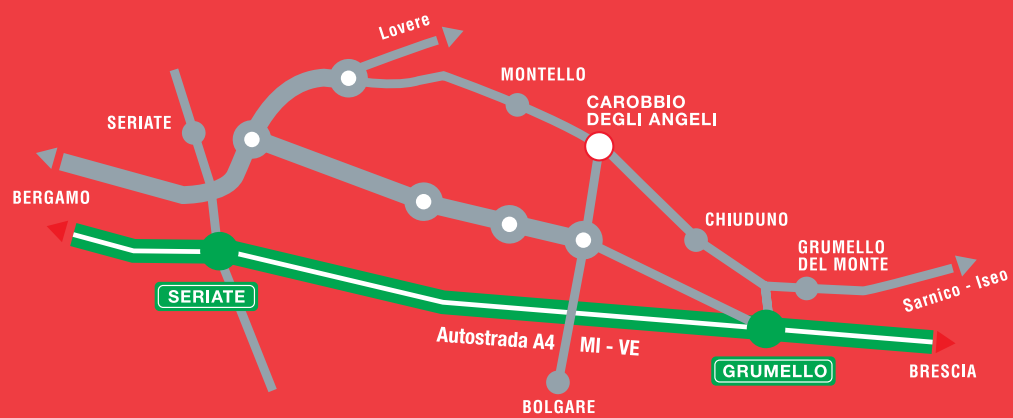 Lovere
MONTELLO
SERIATE
CAROBBIO
DEGLI ANGELI
BERGAMO
CHIUDUNO
GRUMELLO
DEL MONTE
Sarnico - Iseo
SERIATE
Autostrada A4 MI - VE
GRUMELLO
BRESCIA
BOLGARE